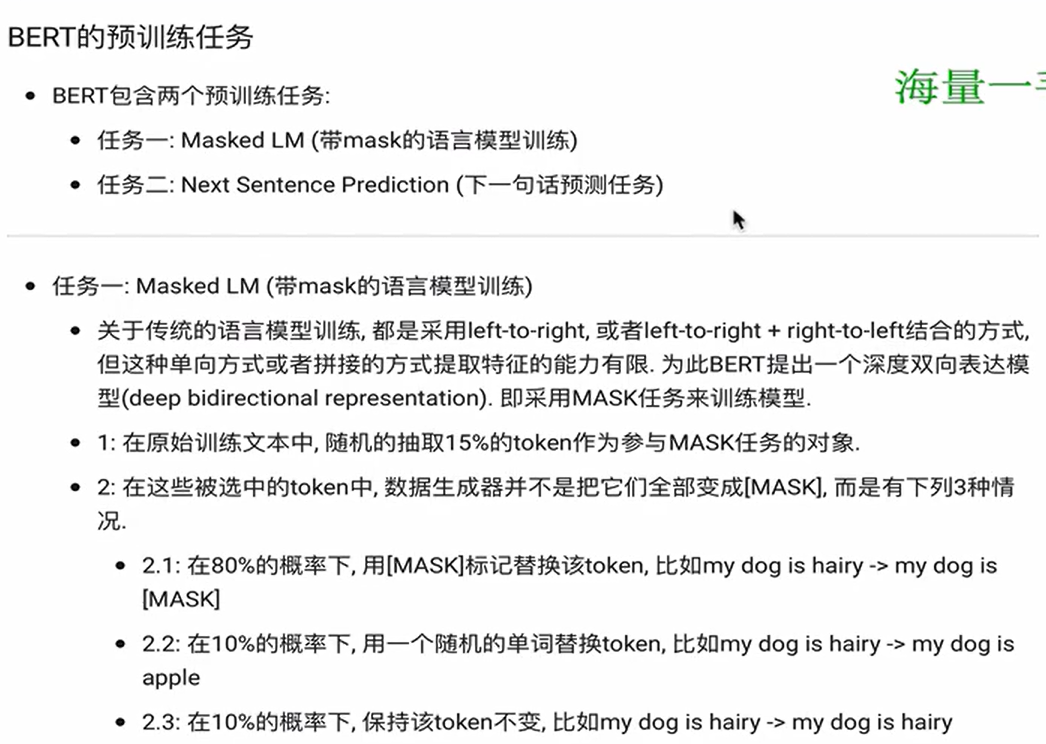 BERT的预训练任务
BERT包含两个预训练任务:
海量一
任务一: Masked LM (带mask的语言模型训练)
任务二: Next Sentence Prediction (下一句话预测任务)
任务一: Masked LM (带mask的语言模型训练)
关于传统的语言模型训练, 都是采用left-to-right, 或者left-to-right + right-to-left结合的方式,
但这种单向方式或者拼接的方式提取特征的能力有限. 为此BERT提出一个深度双向表达模
型(deep bidirectional representation). 即采用MASK任务来训练模型.
1: 在原始训练文本中, 随机的抽取15%的token作为参与MASK任务的对象.
2: 在这些被选中的token中, 数据生成器并不是把它们全部变成[MASK], 而是有下列3种情
况.
2.1: 在80%的概率下, 用[MASK]标记替换该token, 比如my dog is hairy -> my dog is
[MASK]
2.2: 在10%的概率下, 用一个随机的单词替换token, 比如my dog is hairy -> my dog is
apple
2.3: 在10%的概率下, 保持该token不变, 比如my dog is hairy -> my dog is hairy